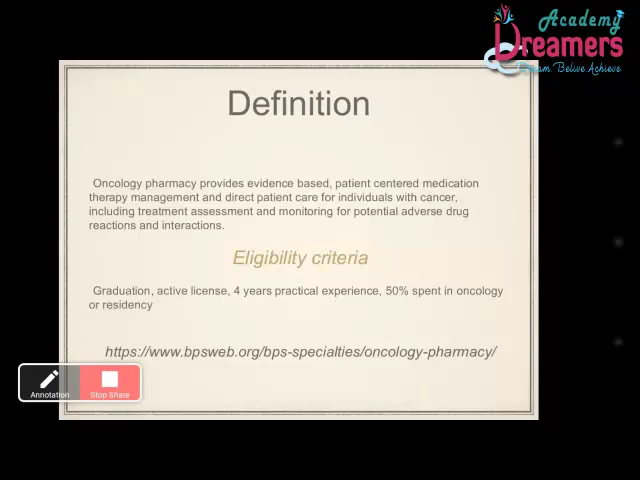 Academy
Dreamers
Dream. Belive Achieve
Definition
Oncology pharmacy provides evidence based, patient centered medication
therapy management and direct patient care for individuals with cancer,
including treatment assessment and monitoring for potential adverse drug
reactions and interactions.
Eligibility criteria
Graduation, active license, 4 years practical experience, 50% spent in oncology
or residency
https://www.bpsweb.org/bps-specialties/oncology-pharmacy/
Annotation
Stop Share